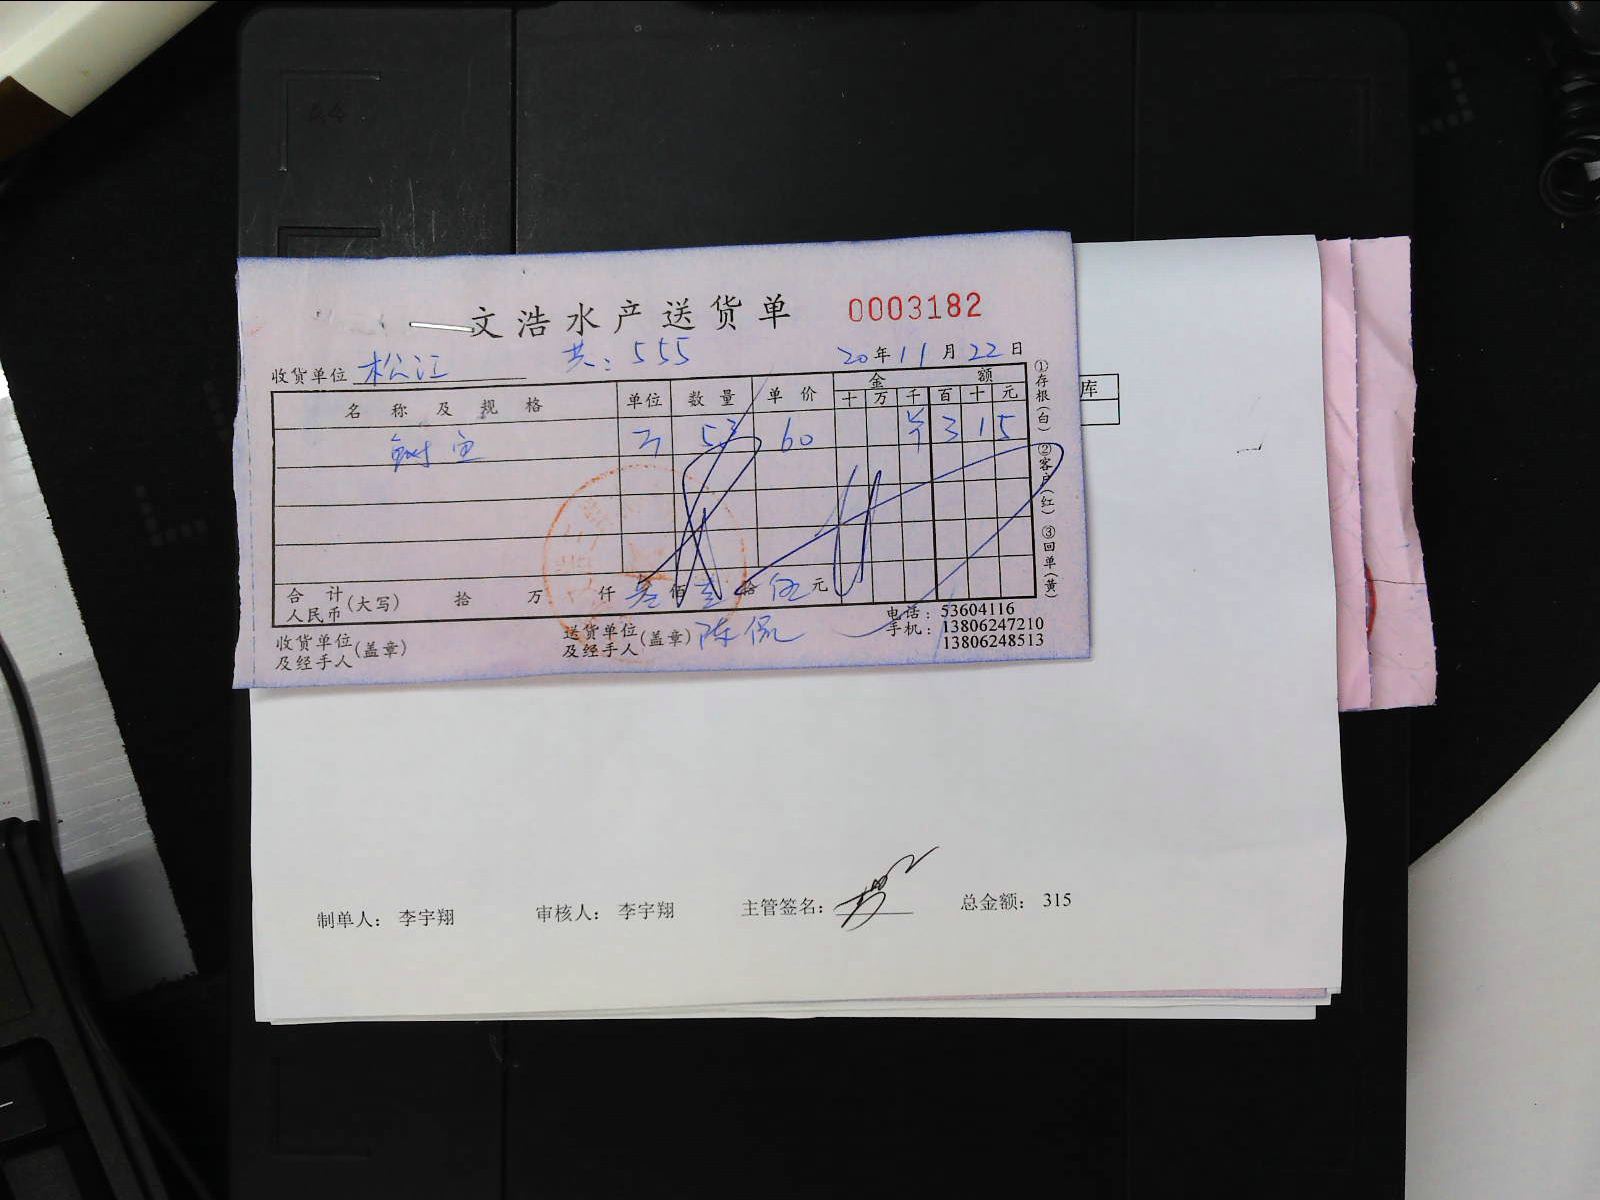 文浩水产送货单 0003182
收货单位 松江 共：555 20年11月22日
名称及规格 单位 数量 单价 金额
十 万 千 百 十 元
鱼 60 ¥ 3 1 5
合计人民币(大写) 拾 万 仟 叁佰壹拾伍元
收货单位及经手人(盖章)
送货单位及经手人(盖章) 陈
电话：53604116
手机：13806247210
13806248513
①存根(白) ②客户(红) ③回单(黄)
库
制单人： 李宇翔 审核人： 李宇翔 主管签名： 总金额： 315